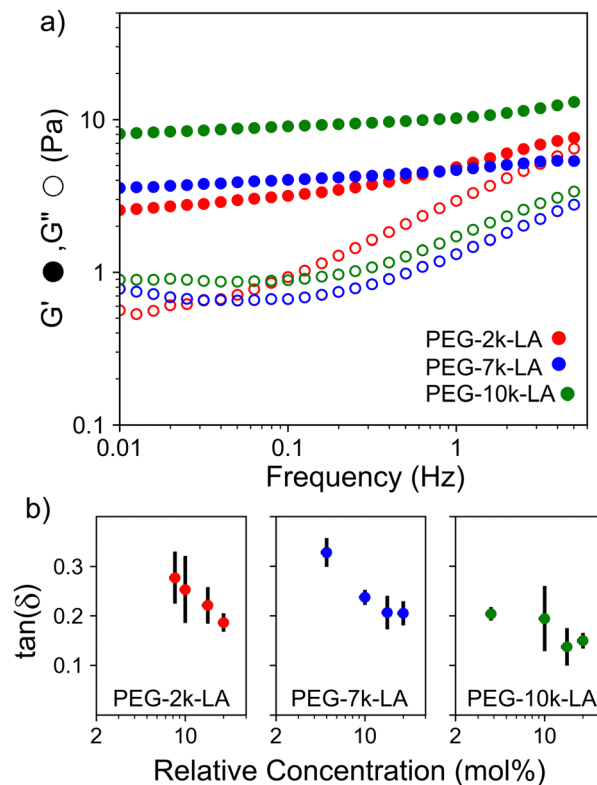 a)
G' ● ,G" ○ (Pa)
10
1
0.1
0.01
0.1
1
Frequency (Hz)
PEG-2k-LA
PEG-7k-LA
PEG-10k-LA
b)
tan(δ)
0.3
0.2
0.1
PEG-2k-LA
PEG-7k-LA
PEG-10k-LA
2
10
2
10
2
10
Relative Concentration (mol%)